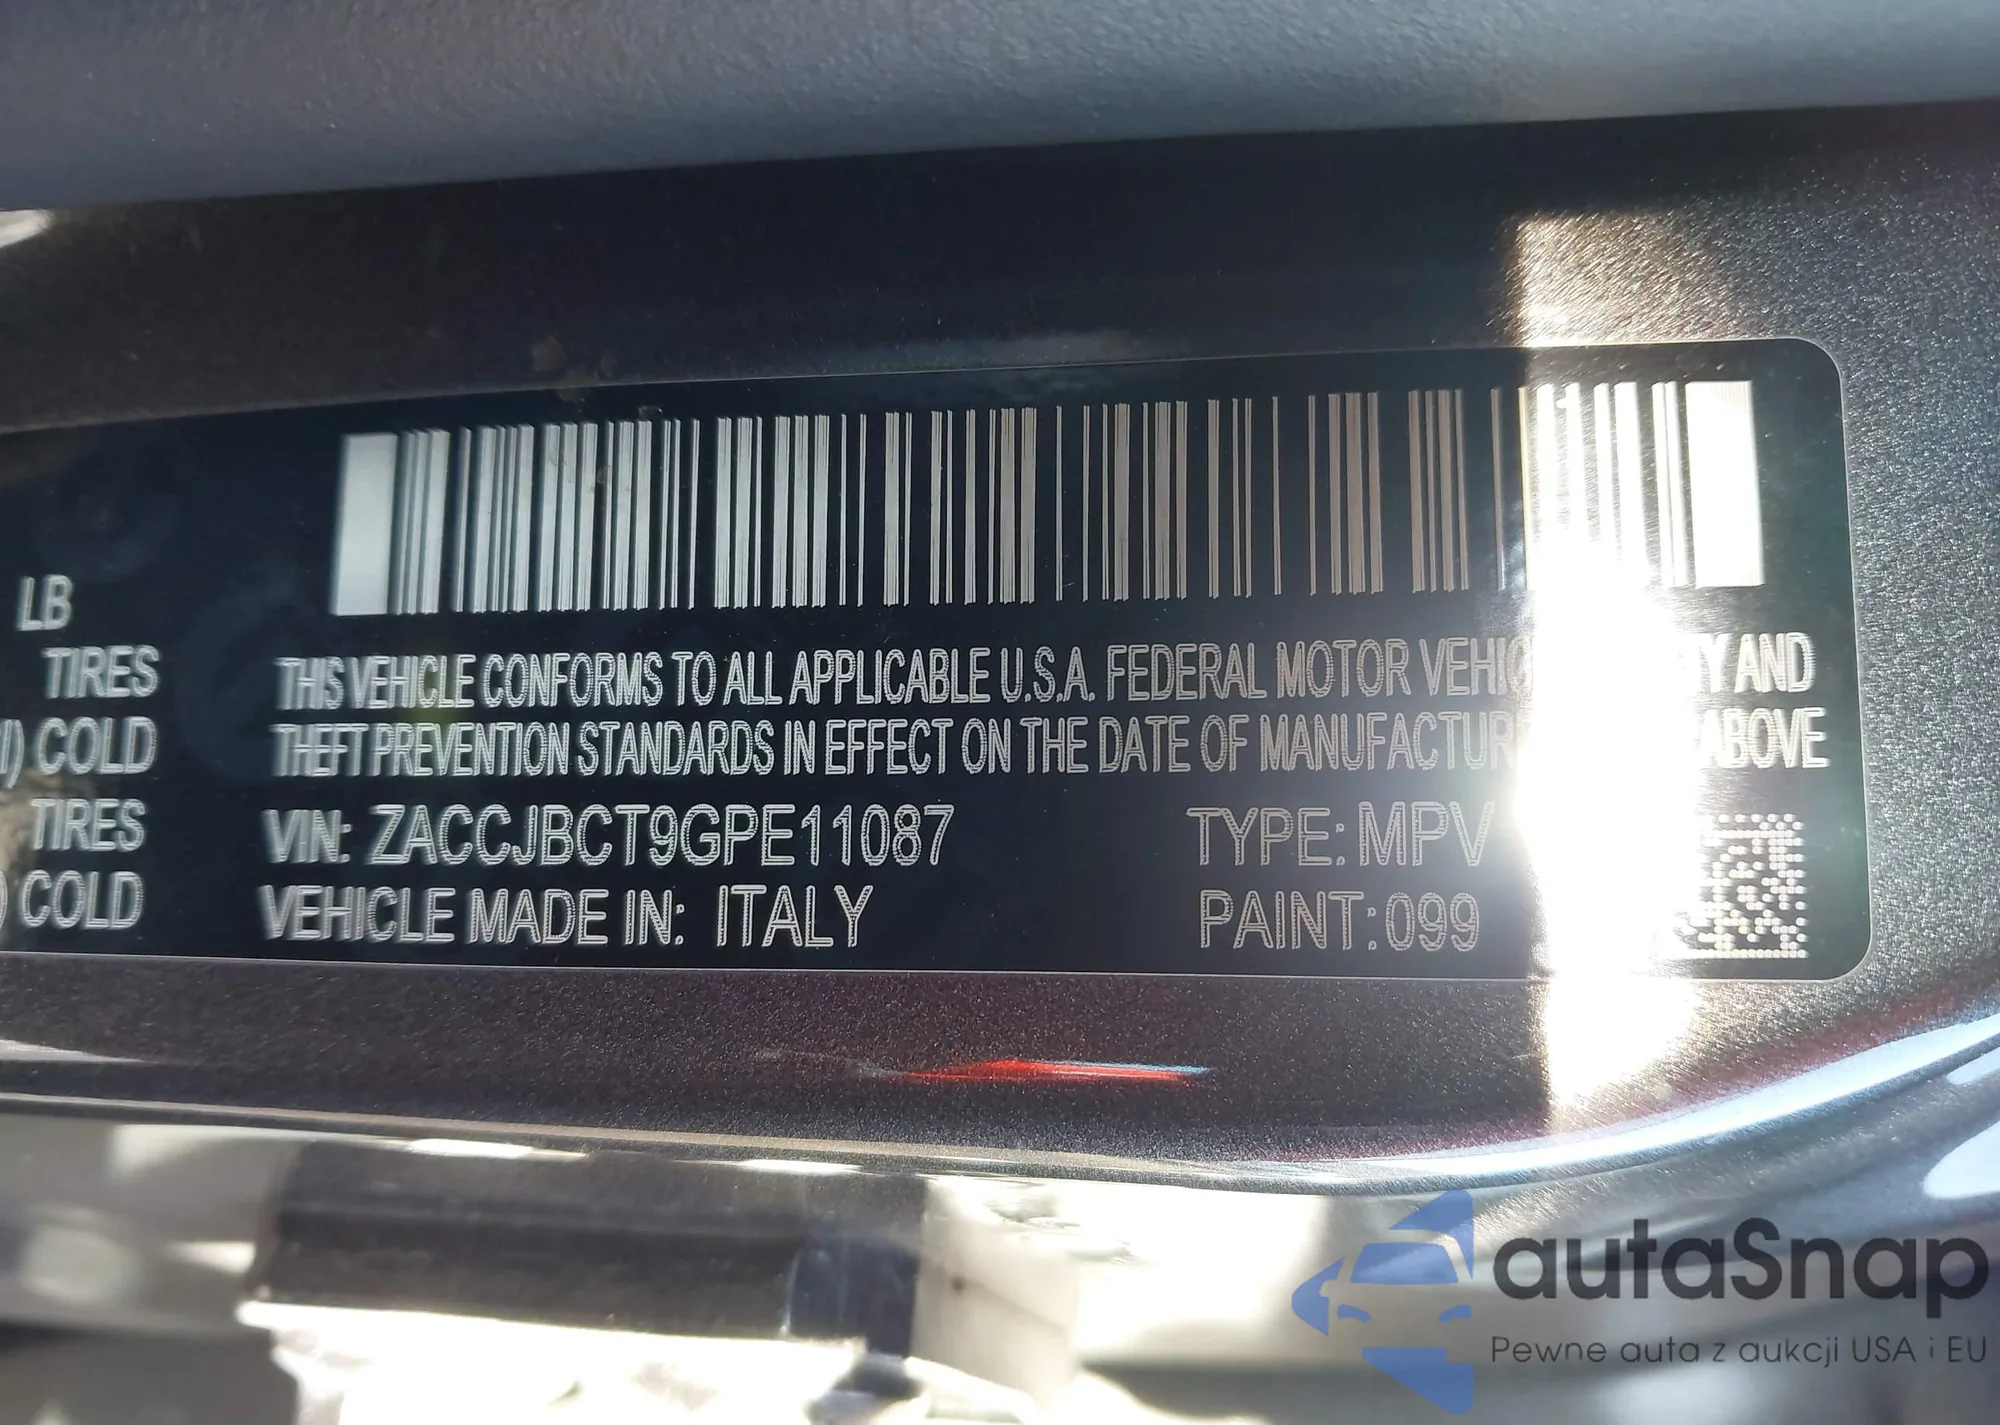 LB
TIRES
) COLD
TIRES
) COLD
THIS VEHICLE CONFORMS TO ALL APPLICABLE U.S.A. FEDERAL MOTOR AND
THEFT PREVENTION STANDARDS IN EFFECT ON THE DATE OF ABOVE
VIN: ZACCJBCT9GPE11087 TYPE: MPV
VEHICLE MADE IN: ITALY PAINT: 099
autaSnap
Pewne auta z aukcji USA i EU